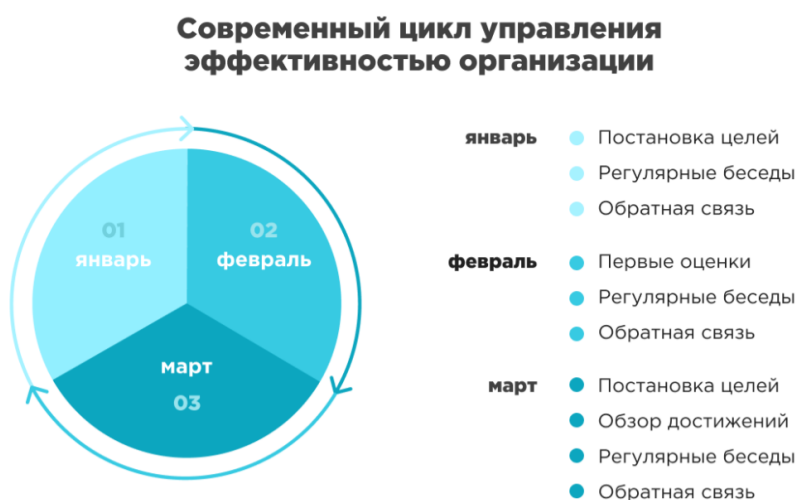 Современный цикл управления
эффективностью организации
01
январь
02
февраль
март
03
январь
Постановка целей
Регулярные беседы
Обратная связь
февраль
Первые оценки
Регулярные беседы
Обратная связь
март
Постановка целей
Обзор достижений
Регулярные беседы
Обратная связь